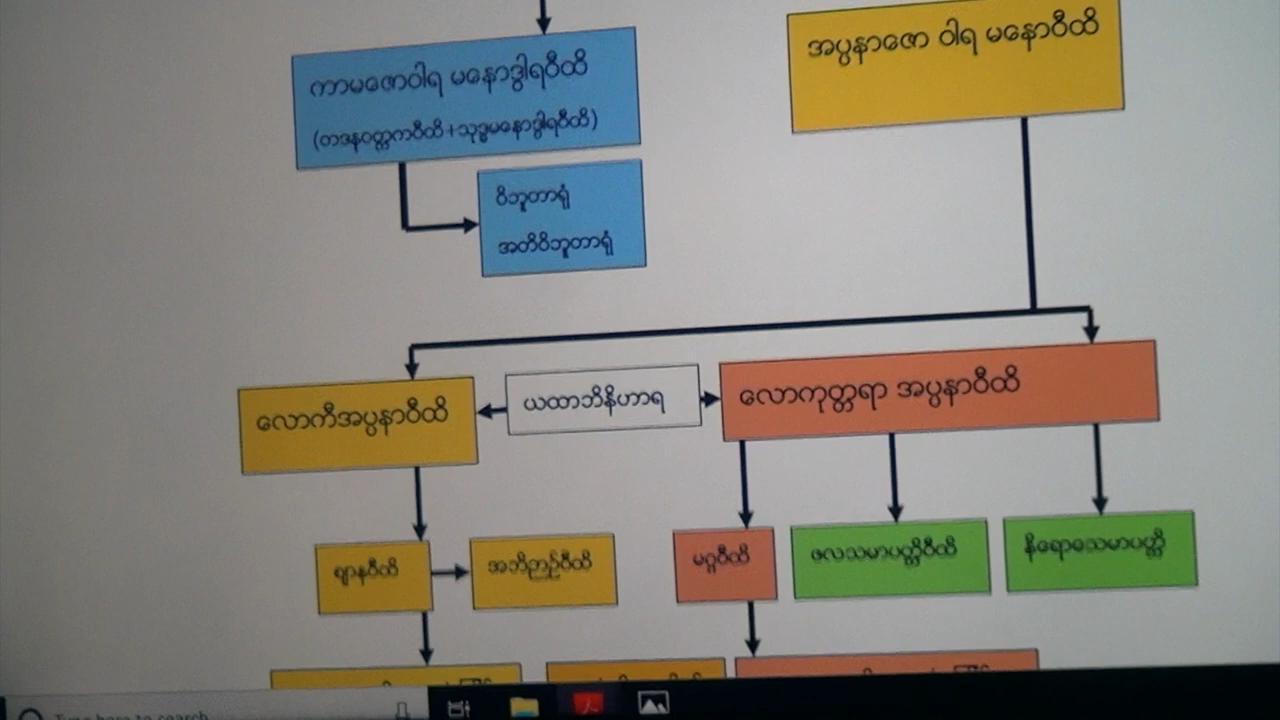 ကာမဇောဝါရ မနောဒွါရဝီထိ
(တဒနုဝတ္တကဝီထိ + သုဒ္ဓမနောဒွါရဝီထိ)
ဝိဘူတာရုံ
အတိဝိဘူတာရုံ
အပ္ပနာဇော ဝါရ မနောဝီထိ
လောကီအပ္ပနာဝီထိ
ယထာဘိနိဟာရ
လောကုတ္တရာ အပ္ပနာဝီထိ
ဈာနဝီထိ
အဘိညာဉ်ဝီထိ
မဂ္ဂဝီထိ
ဖလသမာပတ္တိဝီထိ
နိရောဓသမာပတ္တိ
Type here to search